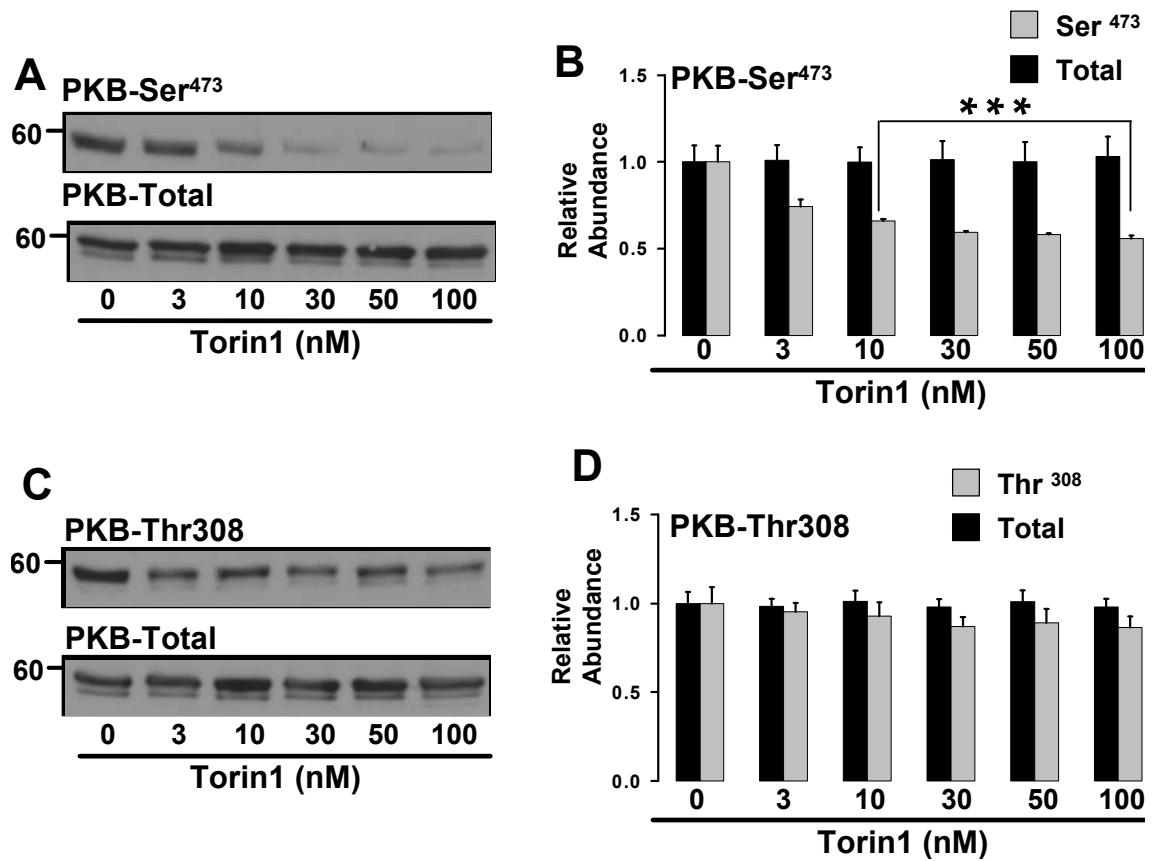 A
PKB-Ser⁴⁷³
60
PKB-Total
60
0 3 10 30 50 100
Torin1 (nM)
B
Ser ⁴⁷³
Total
PKB-Ser⁴⁷³
***
Relative
Abundance
1.5
1.0
0.5
0.0
0 3 10 30 50 100
Torin1 (nM)
C
PKB-Thr308
60
PKB-Total
60
0 3 10 30 50 100
Torin1 (nM)
D
Thr ³⁰⁸
Total
PKB-Thr308
Relative
Abundance
1.5
1.0
0.5
0.0
0 3 10 30 50 100
Torin1 (nM)